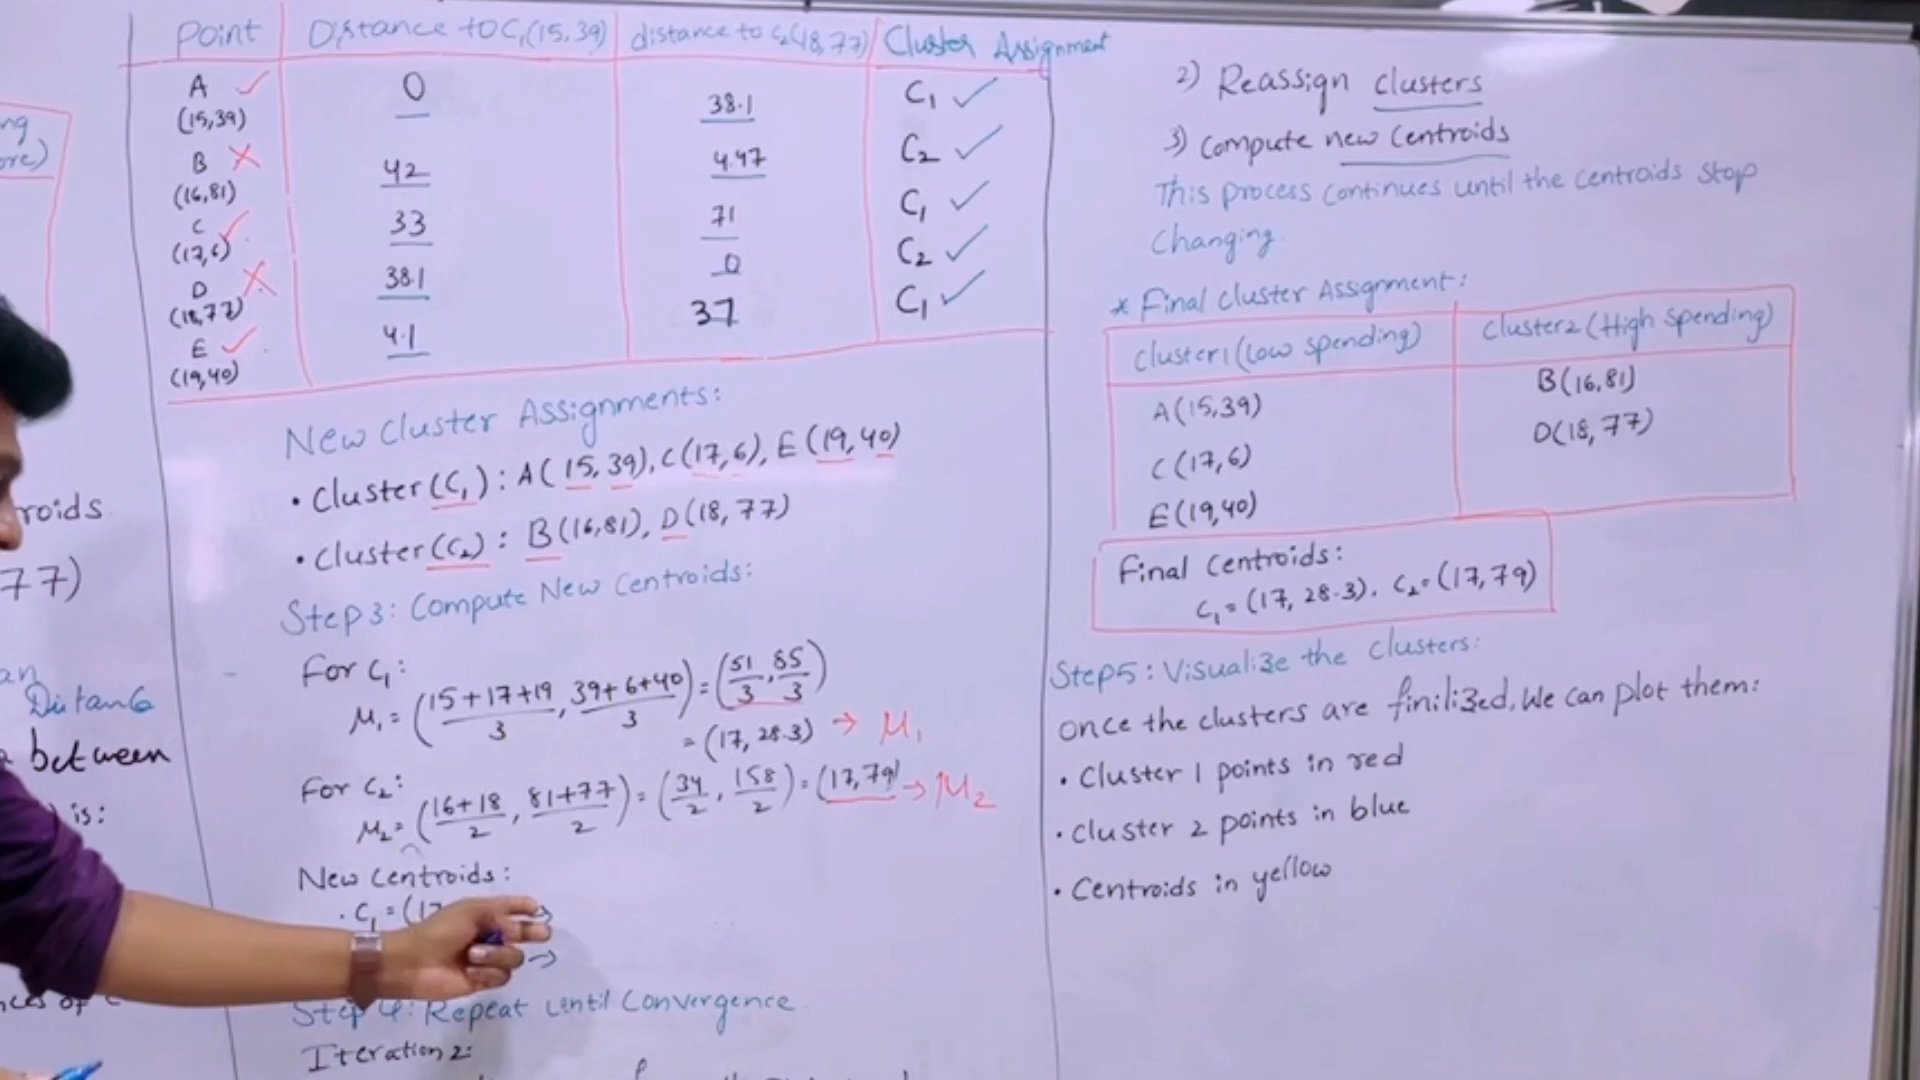 ng
ore)
roids
77)
an
Distance
between
is:
nces of
Point Distance to C₁(15,39) distance to C₂(18,77) Cluster Assignment
A ✓ 0 38.1 C₁ ✓
(15,39)
B ✗ 42 4.47 C₂ ✓
(16,81)
C ✓ 33 71 C₁ ✓
(17,6)
D ✗ 38.1 0 C₂ ✓
(18,77)
E ✓ 4.1 37 C₁ ✓
(19,40)
New Cluster Assignments:
• Cluster (C₁) : A(15,39), C(17,6), E(19,40)
• Cluster (C₂) : B(16,81), D(18,77)
Step 3: Compute New Centroids:
For C₁:
μ₁ = (15+17+19/3, 39+6+40/3) = (51/3, 85/3)
= (17, 28.3) → μ₁
For C₂:
μ₂ = (16+18/2, 81+77/2) = (34/2, 158/2) = (17,79) → μ₂
New Centroids:
• C₁ = (17 →
→
Step 4: Repeat Until Convergence
Iteration 2:
2) Reassign clusters
3) Compute new centroids
This process continues until the centroids stop
changing.
* Final cluster Assgnment:
Cluster1 (Low spending) Cluster2 (High Spending)
A(15,39) B(16,81)
C(17,6) D(18,77)
E(19,40)
Final Centroids:
C₁ = (17, 28.3), C₂ = (17,79)
Step5: Visualize the clusters:
Once the clusters are finilized, We can plot them:
• Cluster 1 points in red
• Cluster 2 points in blue
• Centroids in yellow